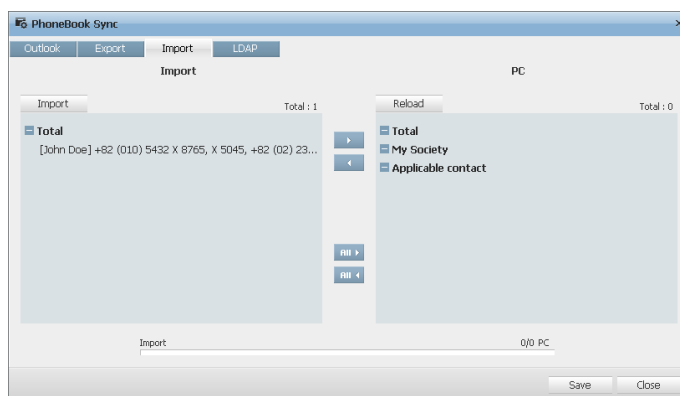 PhoneBook Sync
Outlook Export Import LDAP
Import PC
Import Total : 1 Reload Total : 0
Total
[John Doe] +82 (010) 5432 X 8765, X 5045, +82 (02) 23...
Total
My Society
Applicable contact
All
All
Import 0/0 PC
Save Close